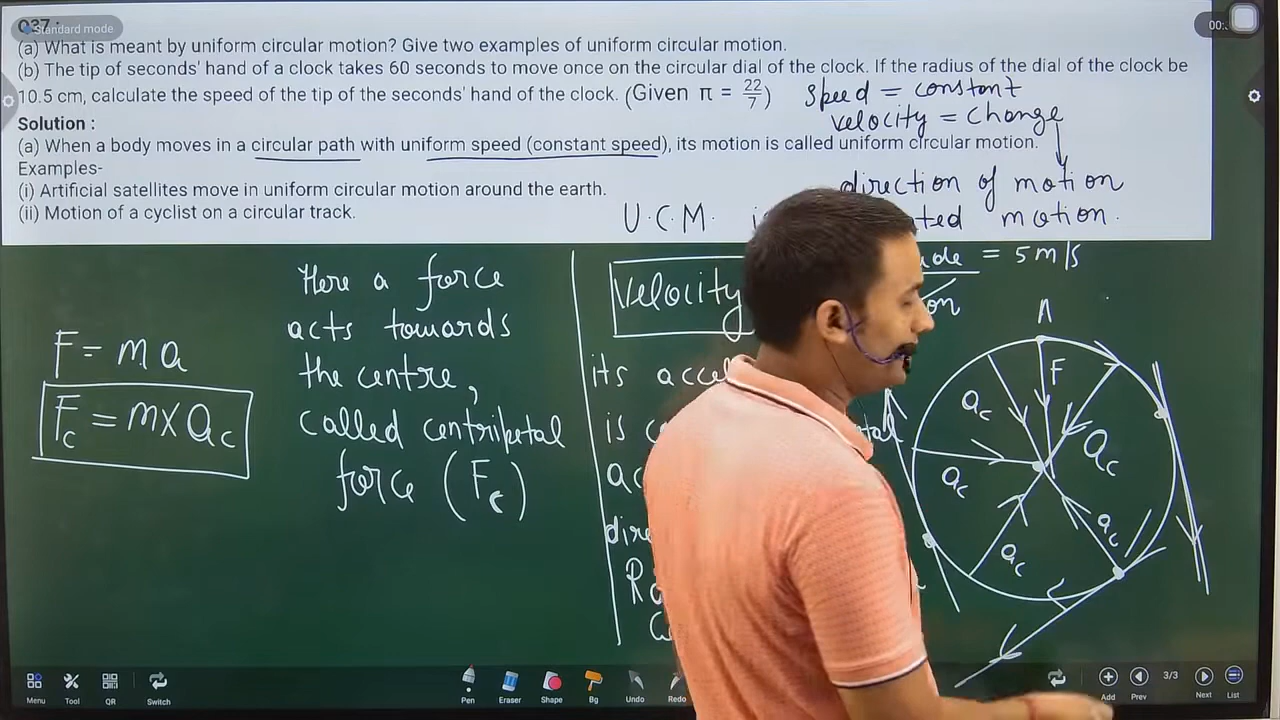 Q37 :
Standard mode
(a) What is meant by uniform circular motion? Give two examples of uniform circular motion.
(b) The tip of seconds' hand of a clock takes 60 seconds to move once on the circular dial of the clock. If the radius of the dial of the clock be
10.5 cm, calculate the speed of the tip of the seconds' hand of the clock. (Given π = 22/7)
speed = constant
velocity = change
Solution :
(a) When a body moves in a circular path with uniform speed (constant speed), its motion is called uniform circular motion.
Examples-
(i) Artificial satellites move in uniform circular motion around the earth.
direction of motion
(ii) Motion of a cyclist on a circular track.
U.C.M. motion.
F = ma
Fc = m×ac
Here a force
acts towards
the centre,
called centripetal
force (Fc)
Velocity
= 5m/s
its
is
A
F
ac
ac
ac
ac
ac
Menu
Tool
QR
Switch
Pen
Eraser
Shape
Bg
Undo
Redo
Add
Prev
3/3
Next
List